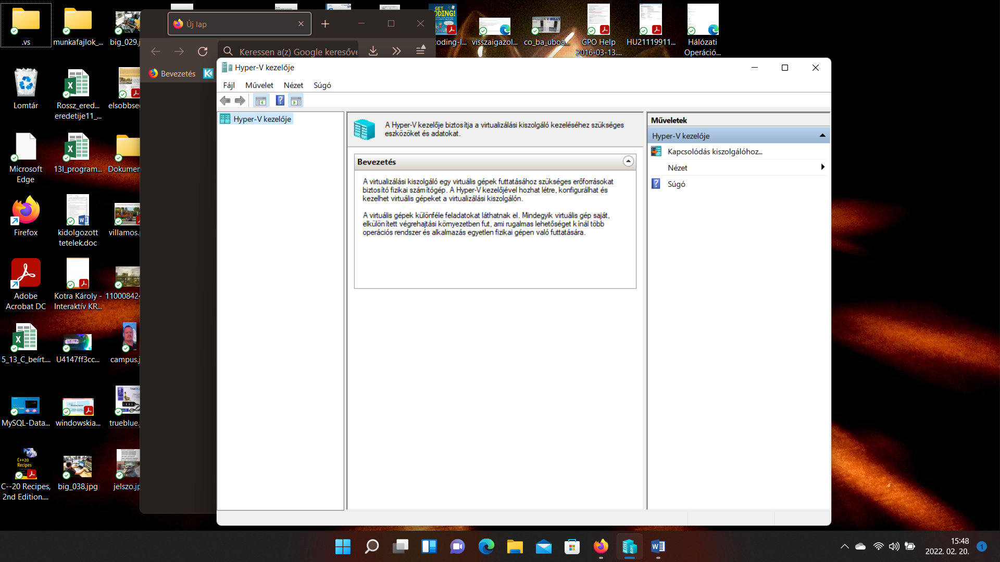 .vs
munkafajlok_...
big_029.j
GET
CODING!
coding-I...
visszaigazol...
co_ba_uboa...
GPO Help
2016-03-13....
HU21119911...
Hálózati
Operáció...
Új lap
Keressen a(z) Google keresőve
Bevezetés
Lomtár
Rossz_ered...
eredetije11_...
elsobbse
Microsoft
Edge
13I_program...
Dokumen
Firefox
kidolgozott
tetelek.doc
villamos.p
Adobe
Acrobat DC
Kotra Károly -
Interaktív KR...
11000842
5_13_C_beírt....
U4147ff3cc...
campus.j
MySQL-Data...
windowskia...
trueblue.j
C++20
Recipes
C--20 Recipes,
2nd Edition....
big_038.jpg
jelszo.jp
Hyper-V kezelője
Fájl Művelet Nézet Súgó
Hyper-V kezelője
A Hyper-V kezelője biztosítja a virtualizálási kiszolgáló kezeléséhez szükséges
eszközöket és adatokat.
Bevezetés
A virtualizálási kiszolgáló egy virtuális gépek futtatásához szükséges erőforrásokat
biztosító fizikai számítógép. A Hyper-V kezelőjével hozhat létre, konfigurálhat és
kezelhet virtuális gépeket a virtualizálási kiszolgálón.
A virtuális gépek különféle feladatokat láthatnak el. Mindegyik virtuális gép saját,
elkülönített végrehajtási környezetben fut, ami rugalmas lehetőséget kínál több
operációs rendszer és alkalmazás egyetlen fizikai gépen való futtatására.
Műveletek
Hyper-V kezelője
Kapcsolódás kiszolgálóhoz...
Nézet
Súgó
15:48
2022. 02. 20.
1